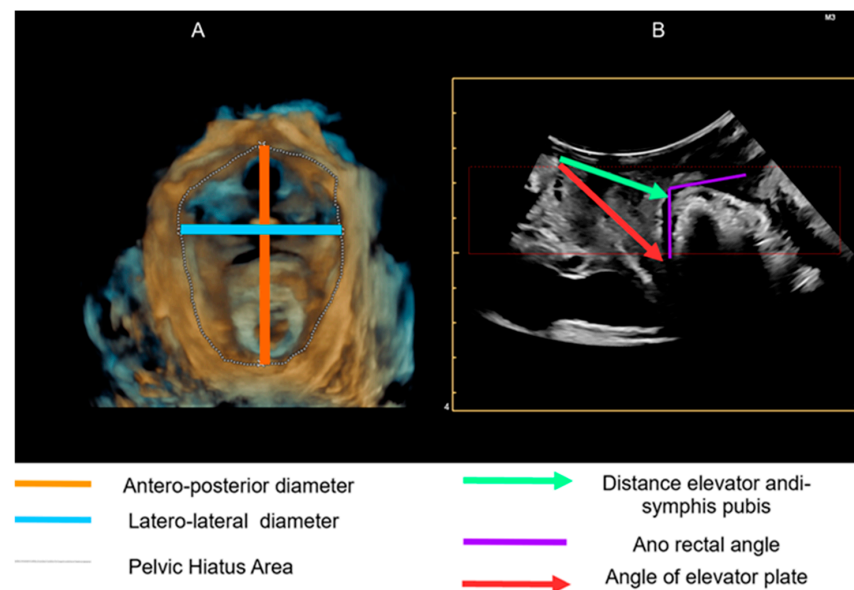 M3
A
B
4
Antero-posterior diameter
Latero-lateral  diameter
Pelvic Hiatus Area
Distance elevator andi-
symphis pubis
Ano rectal angle
Angle of elevator plate